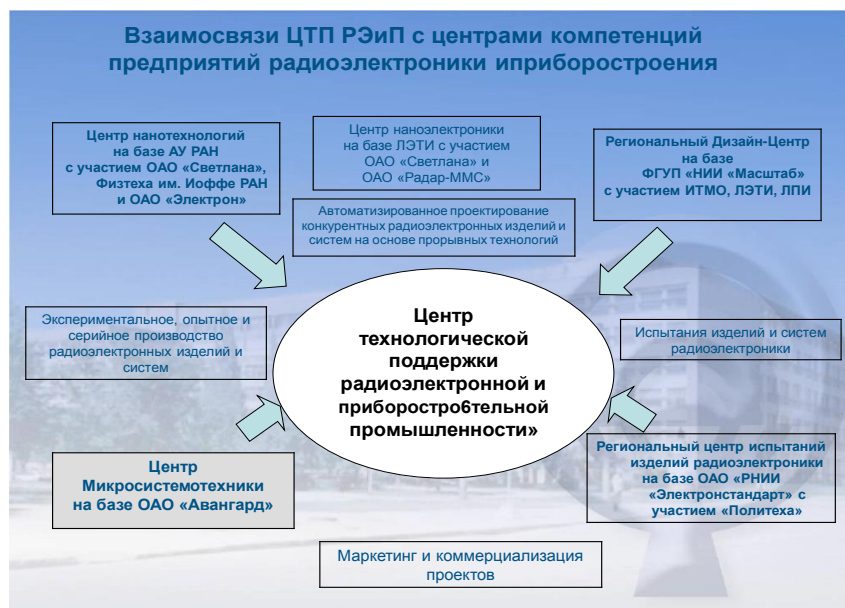 Взаимосвязи ЦТП РЭиП с центрами компетенций
предприятий радиоэлектроники иприборостроения
Центр нанотехнологий
на базе АУ РАН
с участием ОАО «Светлана»,
Физтеха им. Иоффе РАН
и ОАО «Электрон»
Центр наноэлектроники
на базе ЛЭТИ с участием
ОАО «Светлана» и
ОАО «Радар-ММС»
Региональный Дизайн-Центр
на базе
ФГУП «НИИ «Масштаб»
с участием ИТМО, ЛЭТИ, ЛПИ
Автоматизированное проектирование
конкурентных радиоэлектронных изделий и
систем на основе прорывных технологий
Экспериментальное, опытное и
серийное производство
радиоэлектронных изделий и
систем
Центр
технологической
поддержки
радиоэлектронной и
приборостро6тельной
промышленности»
Испытания изделий и систем
радиоэлектроники
Центр
Микросистемотехники
на базе ОАО «Авангард»
Региональный центр испытаний
изделий радиоэлектроники
на базе ОАО «РНИИ
«Электронстандарт» с
участием «Политеха»
Маркетинг и коммерциализация
проектов